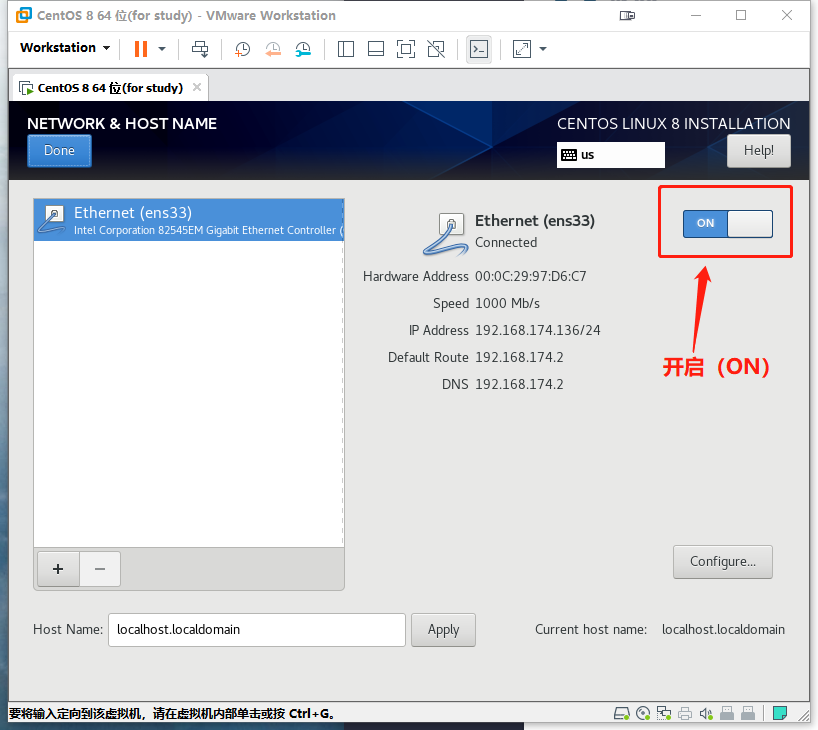 CentOS 8 64 位(for study) - VMware Workstation
Workstation
CentOS 8 64 位(for study)
NETWORK & HOST NAME
CENTOS LINUX 8 INSTALLATION
Done
us
Help!
Ethernet (ens33)
Intel Corporation 82545EM Gigabit Ethernet Controller (
Ethernet (ens33)
Connected
ON
Hardware Address 00:0C:29:97:D6:C7
Speed 1000 Mb/s
IP Address 192.168.174.136/24
Default Route 192.168.174.2
DNS 192.168.174.2
开启（ON）
Configure...
Host Name: localhost.localdomain
Apply
Current host name: localhost.localdomain
要将输入定向到该虚拟机，请在虚拟机内部单击或按 Ctrl+G。